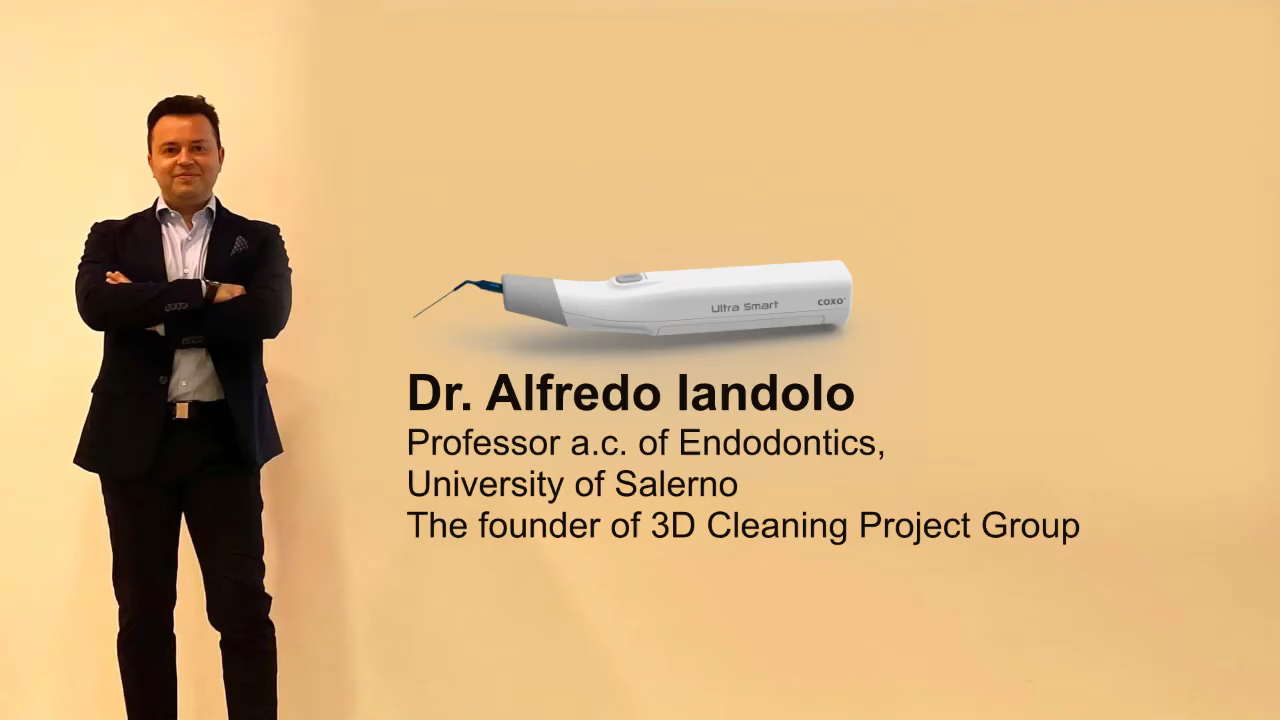 Ultra Smart
COXO®
Dr. Alfredo Iandolo
Professor a.c. of Endodontics,
University of Salerno
The founder of 3D Cleaning Project Group